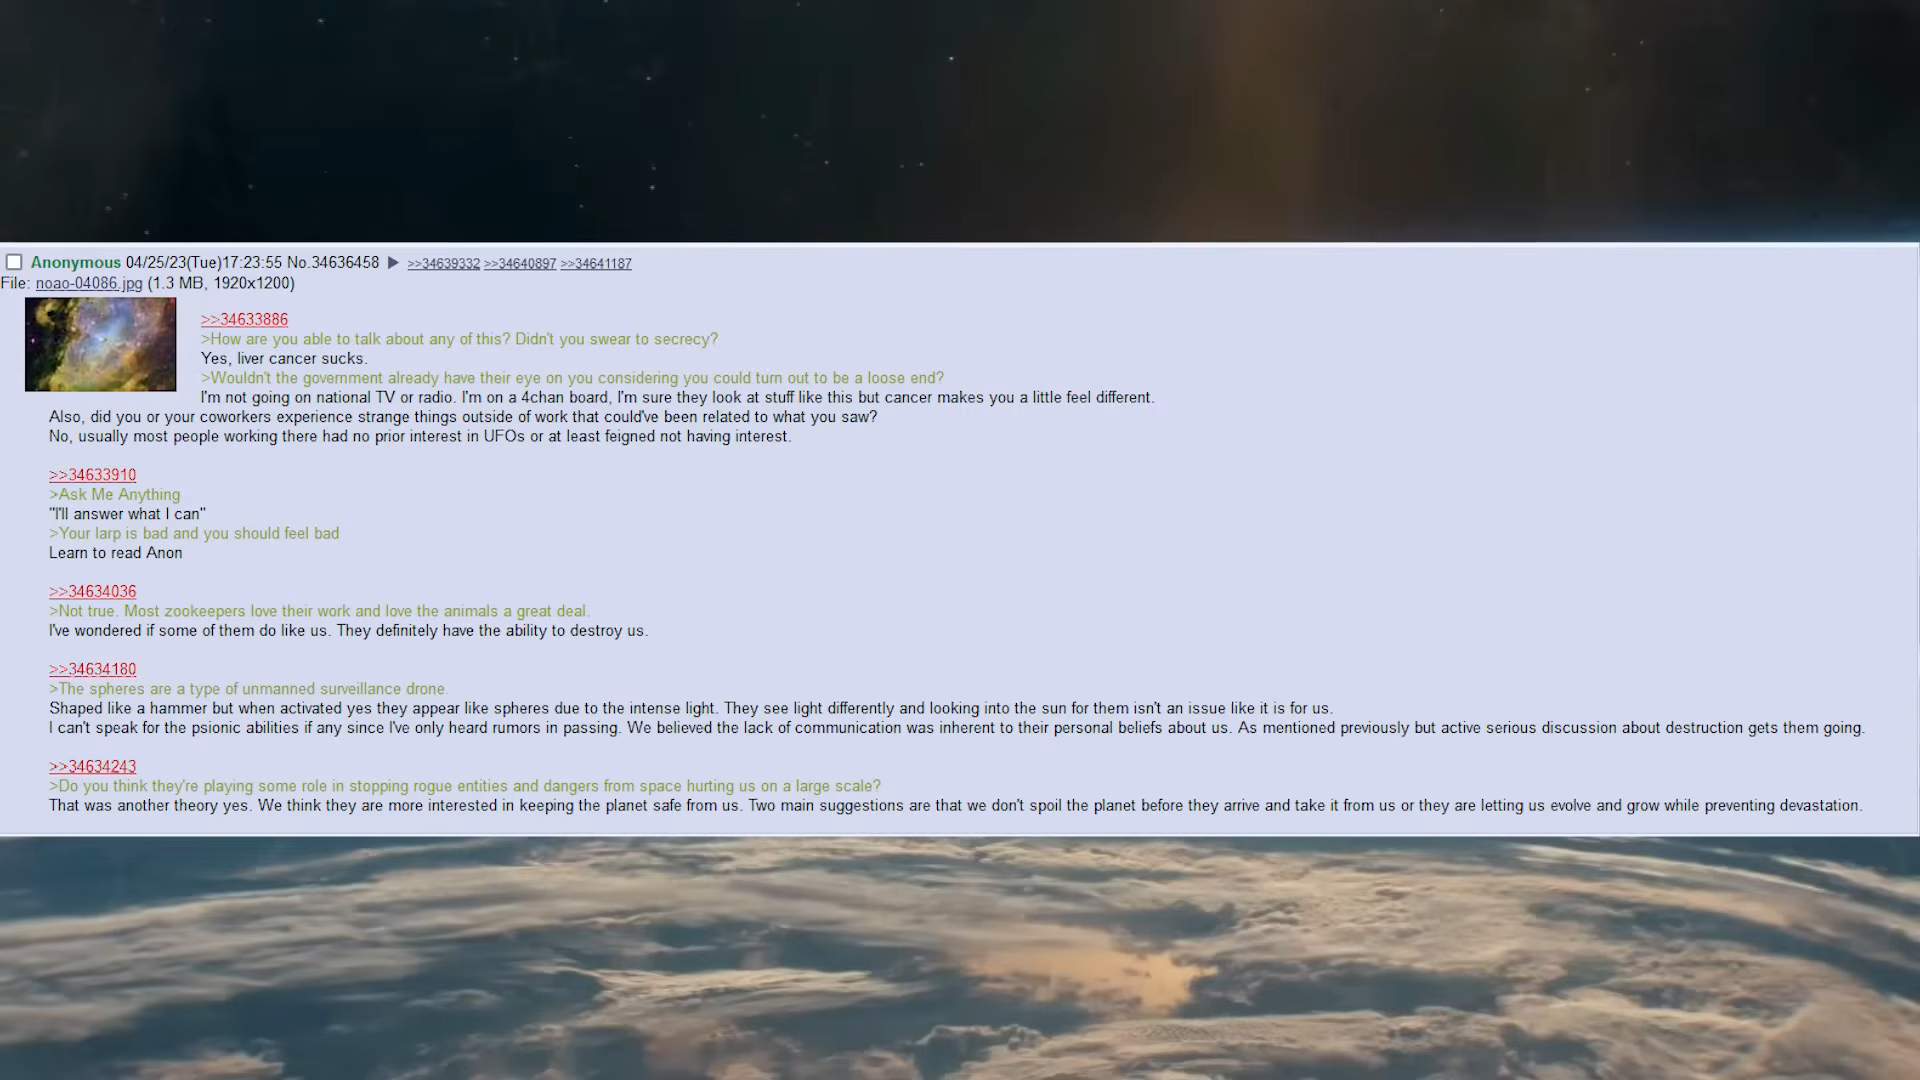 Anonymous 04/25/23(Tue)17:23:55 No.34636458 ▶ >>34639332 >>34640897 >>34641187
File: noao-04086.jpg (1.3 MB, 1920x1200)
>>34633886
>How are you able to talk about any of this? Didn't you swear to secrecy?
Yes, liver cancer sucks.
>Wouldn't the government already have their eye on you considering you could turn out to be a loose end?
I'm not going on national TV or radio. I'm on a 4chan board, I'm sure they look at stuff like this but cancer makes you a little feel different.
Also, did you or your coworkers experience strange things outside of work that could've been related to what you saw?
No, usually most people working there had no prior interest in UFOs or at least feigned not having interest.
>>34633910
>Ask Me Anything
"I'll answer what I can"
>Your larp is bad and you should feel bad
Learn to read Anon
>>34634036
>Not true. Most zookeepers love their work and love the animals a great deal.
I've wondered if some of them do like us. They definitely have the ability to destroy us.
>>34634180
>The spheres are a type of unmanned surveillance drone.
Shaped like a hammer but when activated yes they appear like spheres due to the intense light. They see light differently and looking into the sun for them isn't an issue like it is for us.
I can't speak for the psionic abilities if any since I've only heard rumors in passing. We believed the lack of communication was inherent to their personal beliefs about us. As mentioned previously but active serious discussion about destruction gets them going.
>>34634243
>Do you think they're playing some role in stopping rogue entities and dangers from space hurting us on a large scale?
That was another theory yes. We think they are more interested in keeping the planet safe from us. Two main suggestions are that we don't spoil the planet before they arrive and take it from us or they are letting us evolve and grow while preventing devastation.